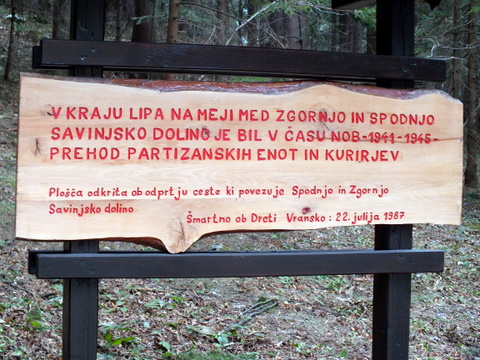 V KRAJU LIPA NA MEJI MED ZGORNJO IN SPODNJO
SAVINJSKO DOLINO JE BIL V ČASU NOB-1941-1945-
PREHOD PARTIZANSKIH ENOT IN KURIRJEV
Plošča odkrita ob odprtju ceste ki povezuje Spodnjo in Zgornjo
Savinjsko dolino
Šmartno ob Dreti Vransko: 22. julija 1987